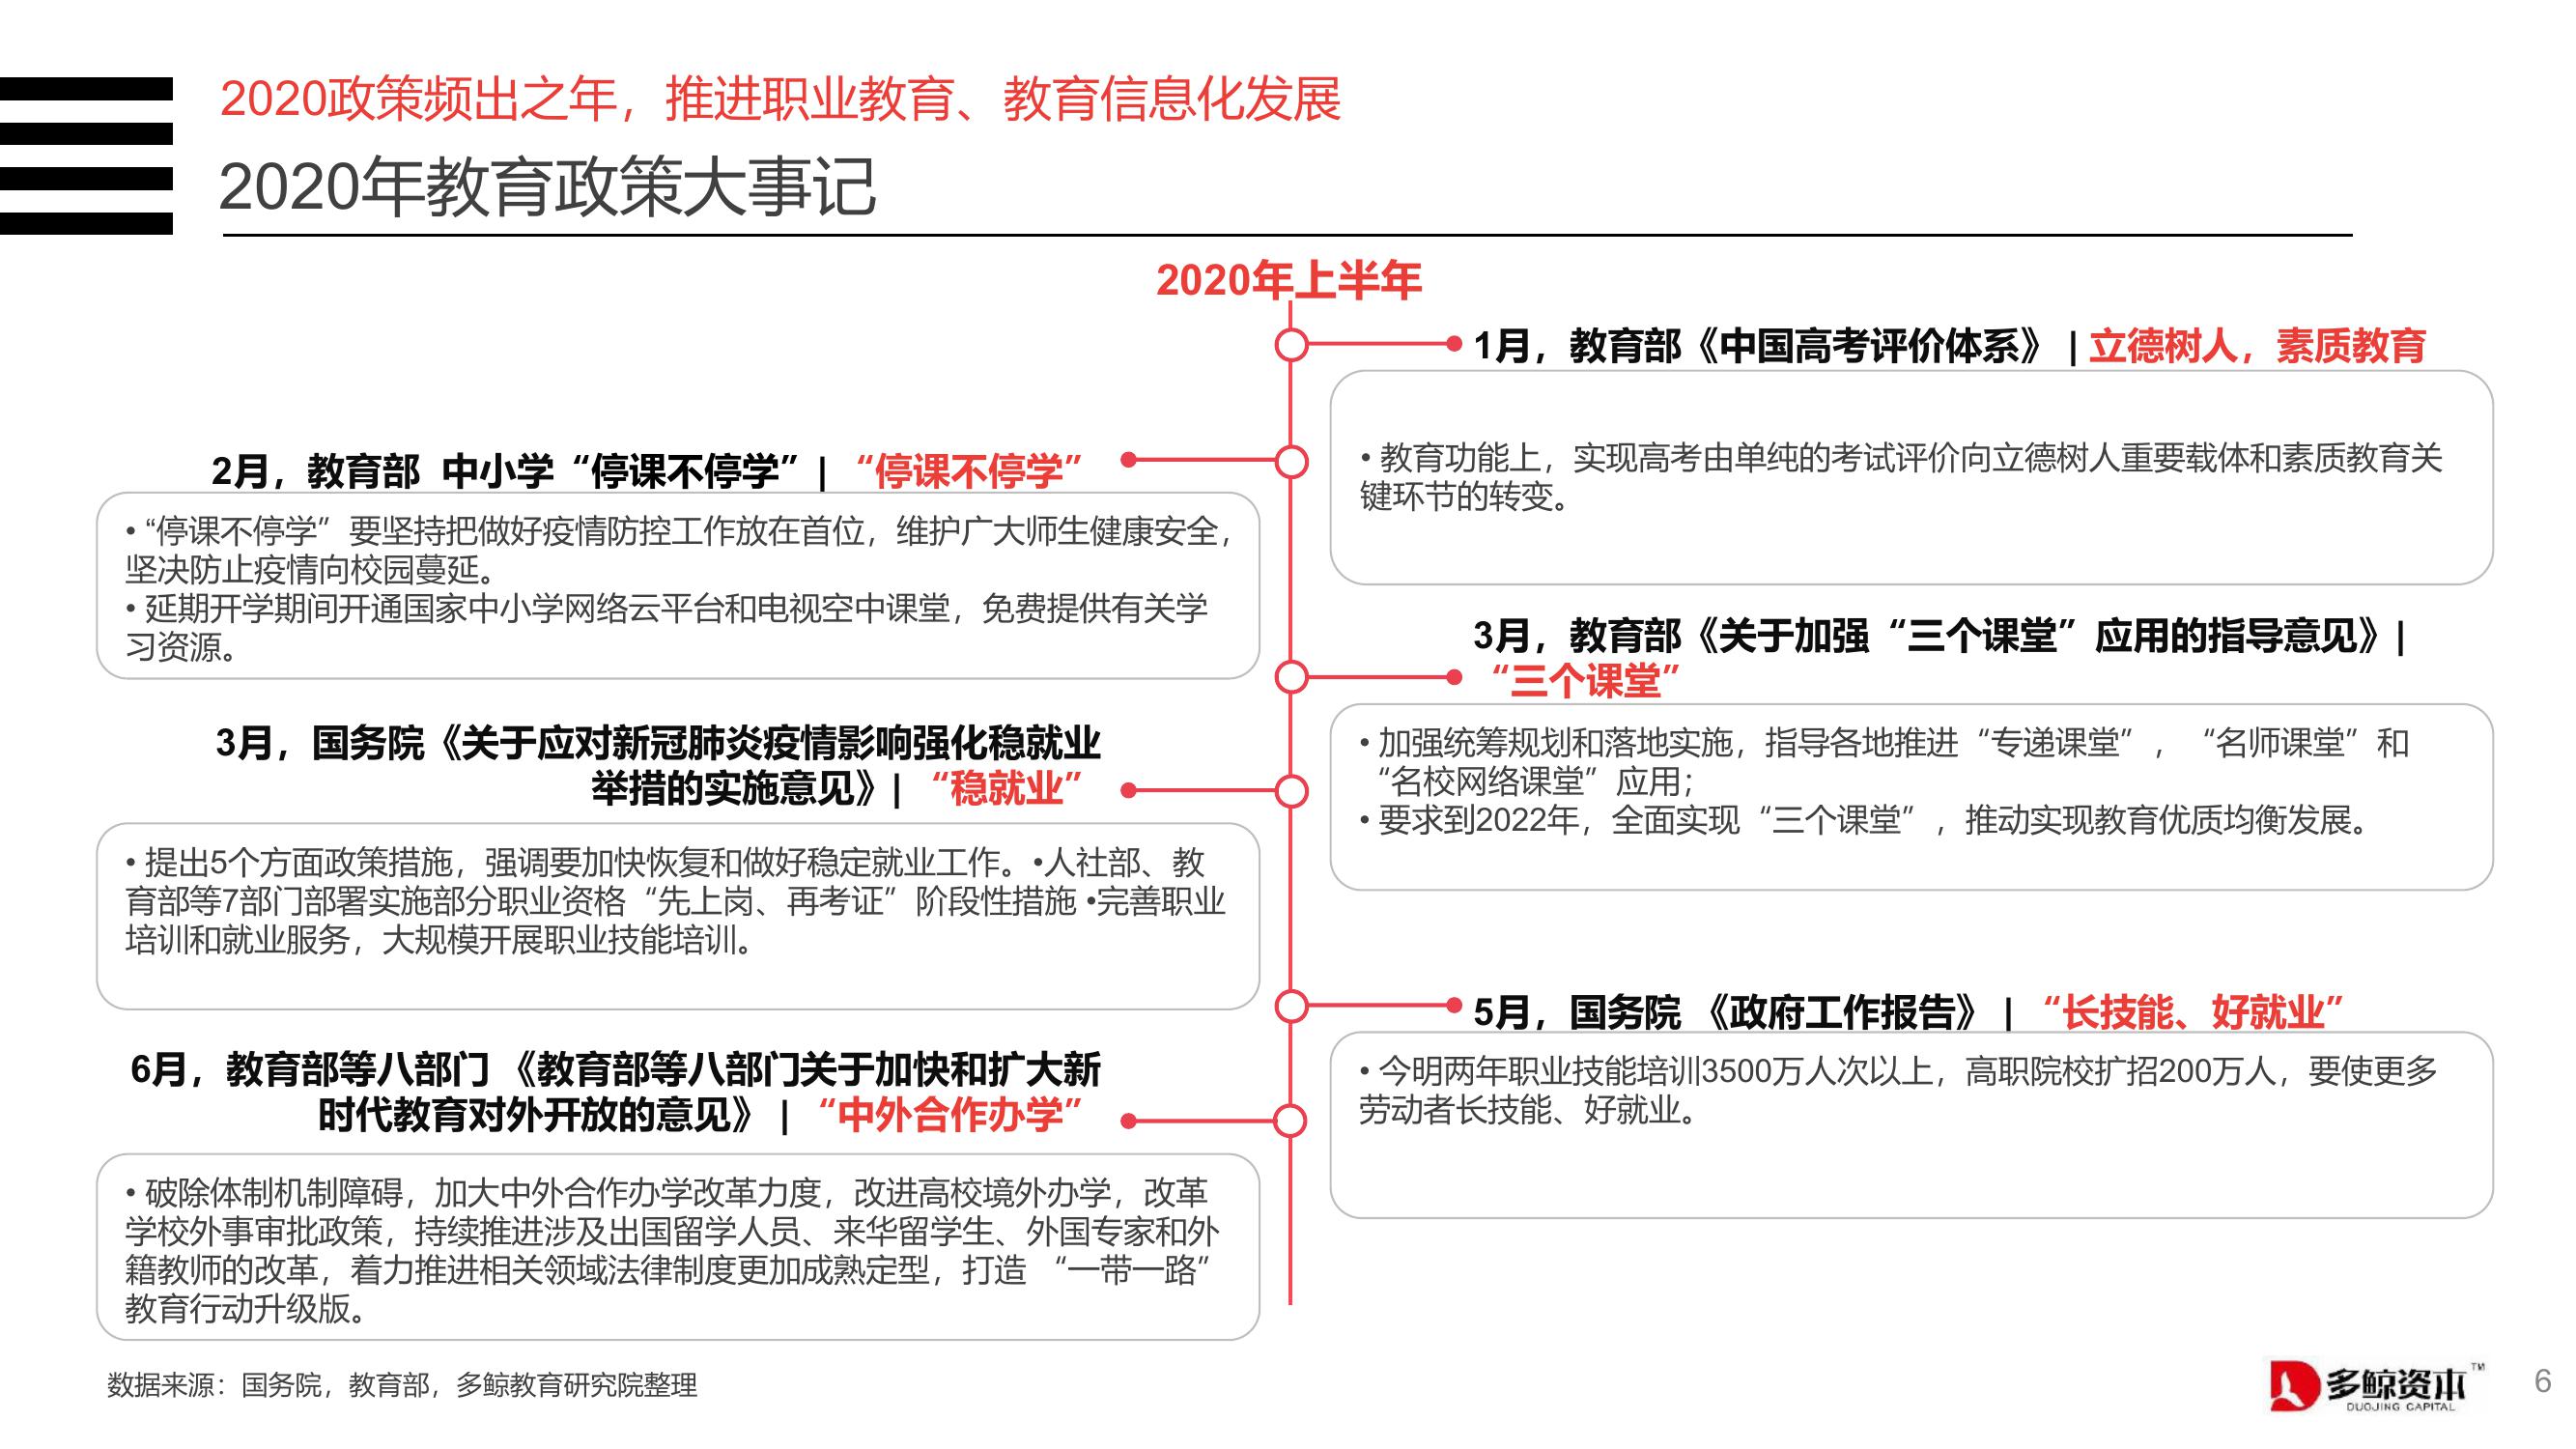 2020政策频出之年，推进职业教育、教育信息化发展
2020年教育政策大事记
2020年上半年
1月，教育部《中国高考评价体系》 | 立德树人，素质教育
• 教育功能上，实现高考由单纯的考试评价向立德树人重要载体和素质教育关
键环节的转变。
2月，教育部 中小学“停课不停学” | “停课不停学”
• “停课不停学”要坚持把做好疫情防控工作放在首位，维护广大师生健康安全，
坚决防止疫情向校园蔓延。
• 延期开学期间开通国家中小学网络云平台和电视空中课堂，免费提供有关学
习资源。
3月，教育部《关于加强“三个课堂”应用的指导意见》|
“三个课堂”
• 加强统筹规划和落地实施，指导各地推进“专递课堂”，“名师课堂”和
“名校网络课堂”应用；
• 要求到2022年，全面实现“三个课堂”，推动实现教育优质均衡发展。
3月，国务院《关于应对新冠肺炎疫情影响强化稳就业
举措的实施意见》| “稳就业”
• 提出5个方面政策措施，强调要加快恢复和做好稳定就业工作。•人社部、教
育部等7部门部署实施部分职业资格“先上岗、再考证”阶段性措施 •完善职业
培训和就业服务，大规模开展职业技能培训。
5月，国务院 《政府工作报告》 | “长技能、好就业”
• 今明两年职业技能培训3500万人次以上，高职院校扩招200万人，要使更多
劳动者长技能、好就业。
6月，教育部等八部门 《教育部等八部门关于加快和扩大新
时代教育对外开放的意见》 | “中外合作办学”
• 破除体制机制障碍，加大中外合作办学改革力度，改进高校境外办学，改革
学校外事审批政策，持续推进涉及出国留学人员、来华留学生、外国专家和外
籍教师的改革，着力推进相关领域法律制度更加成熟定型，打造 “一带一路”
教育行动升级版。
数据来源：国务院，教育部，多鲸教育研究院整理
多鲸资本™
DUOJING CAPITAL
6